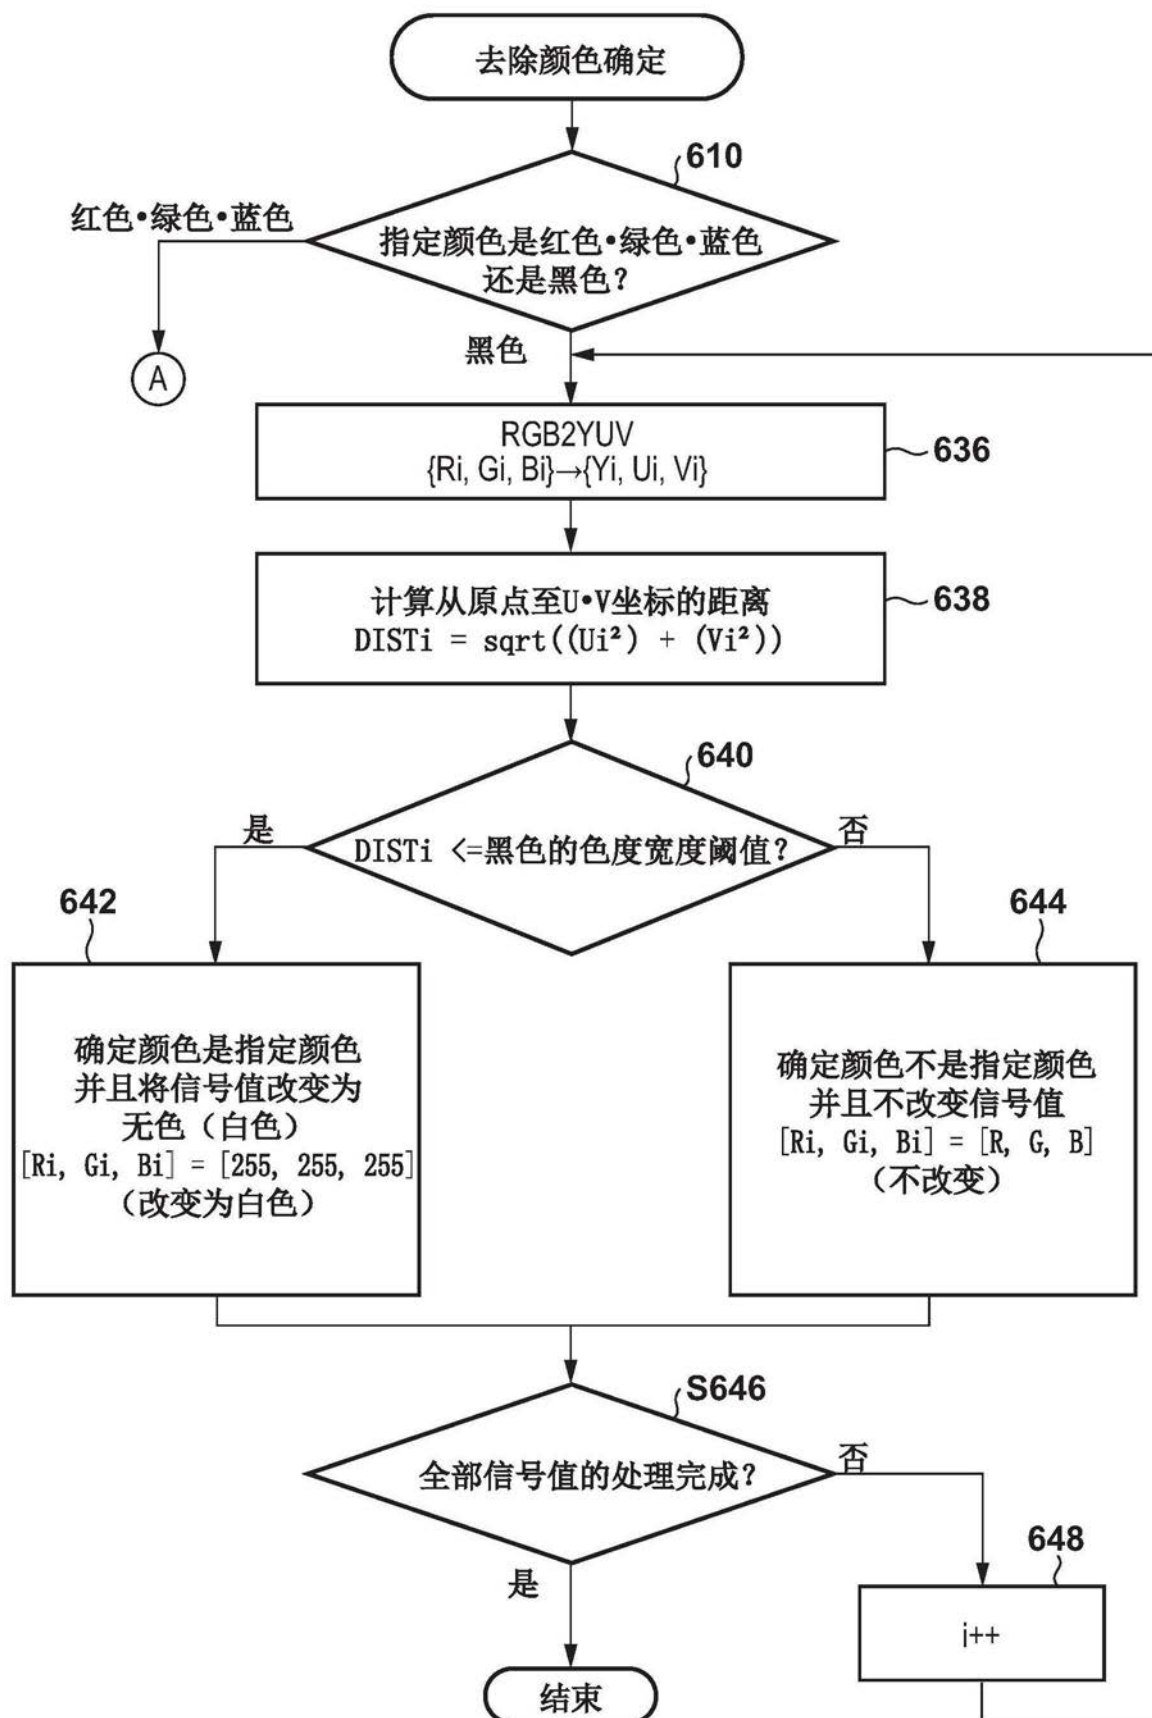 去除颜色确定
610
红色•绿色•蓝色
指定颜色是红色•绿色•蓝色
还是黑色?
黑色
A
RGB2YUV
{Ri, Gi, Bi}→{Yi, Ui, Vi}
636
计算从原点至U•V坐标的距离
DISTi = sqrt((Ui²) + (Vi²))
638
640
是
DISTi <=黑色的色度宽度阈值?
否
642
644
确定颜色是指定颜色
并且将信号值改变为
无色（白色）
[Ri, Gi, Bi] = [255, 255, 255]
（改变为白色）
确定颜色不是指定颜色
并且不改变信号值
[Ri, Gi, Bi] = [R, G, B]
（不改变）
S646
全部信号值的处理完成?
否
是
648
i++
结束